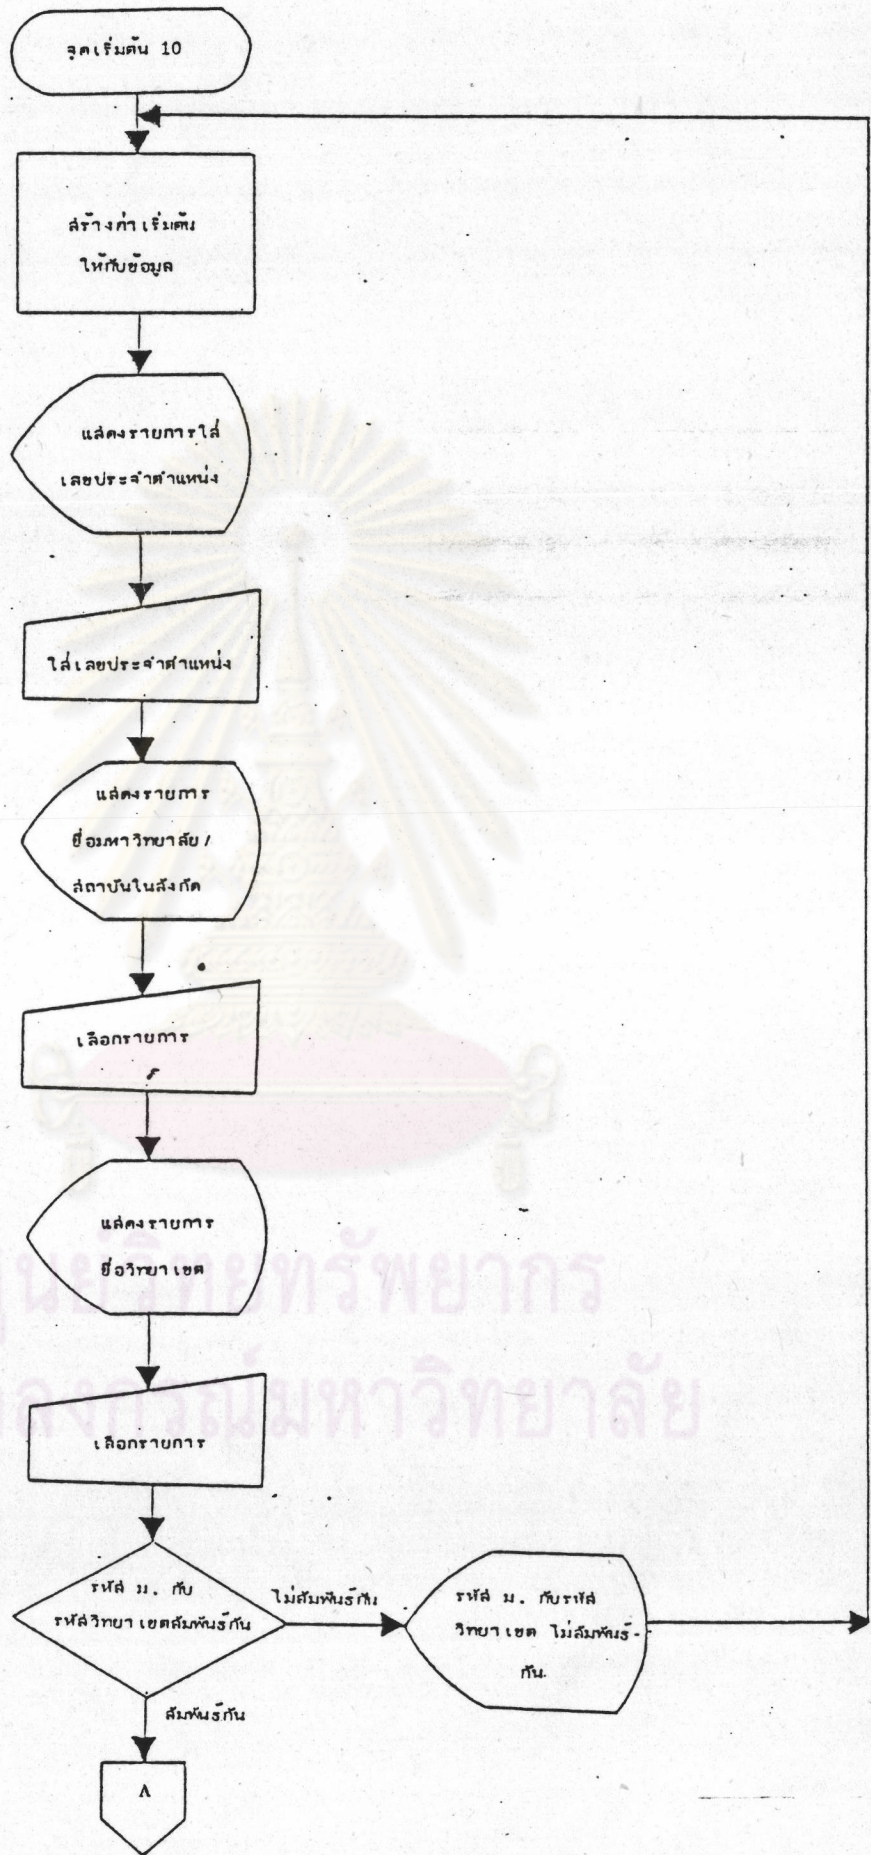 จุดเริ่มต้น 10
สร้างค่าเริ่มต้น
ให้กับข้อมูล
แสดงรายการใส่
เลขประจำตำแหน่ง
ใส่เลขประจำตำแหน่ง
แสดงรายการ
ชื่อมหาวิทยาลัย/
สถาบันในสังกัด
เลือกรายการ
แสดงรายการ
ชื่อวิทยาเขต
เลือกรายการ
รหัส ม. กับ
รหัสวิทยาเขตสัมพันธ์กัน
ไม่สัมพันธ์กัน
รหัส ม. กับรหัส
วิทยาเขต ไม่สัมพันธ์-
กัน.
สัมพันธ์กัน
A
ศูนย์วิทยทรัพยากร
ลงกรณ์มหาวิทยาลัย